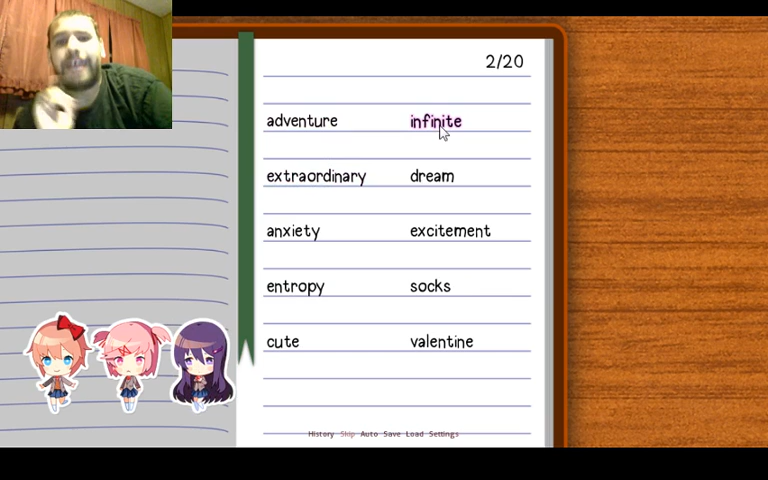 2/20
adventure infinite
extraordinary dream
anxiety excitement
entropy socks
cute valentine
History Skip Auto Save Load Settings